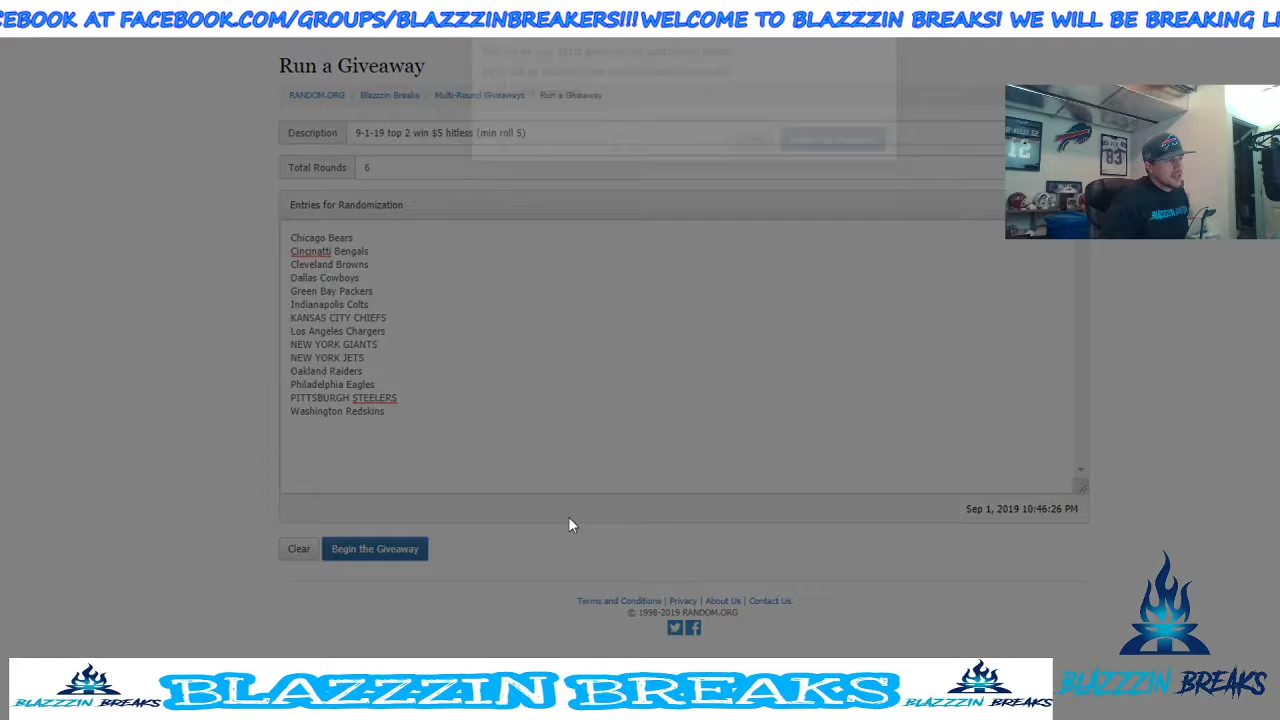 CEBOOK AT FACEBOOK.COM/GROUPS/BLAZZZINBREAKERS!!! WELCOME TO BLAZZZIN BREAKS! WE WILL BE BREAKING LI
Run a Giveaway
RANDOM.ORG / Blazzzin Breaks / Multi-Round Giveaways / Run a Giveaway
Description 9-1-19 top 2 win $5 hitless (min roll 5)
Total Rounds 6
Entries for Randomization
Chicago Bears
Cincinatti Bengals
Cleveland Browns
Dallas Cowboys
Green Bay Packers
Indianapolis Colts
KANSAS CITY CHIEFS
Los Angeles Chargers
NEW YORK GIANTS
NEW YORK JETS
Oakland Raiders
Philadelphia Eagles
PITTSBURGH STEELERS
Washington Redskins
Sep 1, 2019 10:46:26 PM
Clear Begin the Giveaway
Terms and Conditions | Privacy | About Us | Contact Us
© 1998-2019 RANDOM.ORG
12
83
BLAZZZIN BREAKS
BLAZZZIN BREAKS
BLAZZZIN BREAKS
BLAZZZIN BREAKS